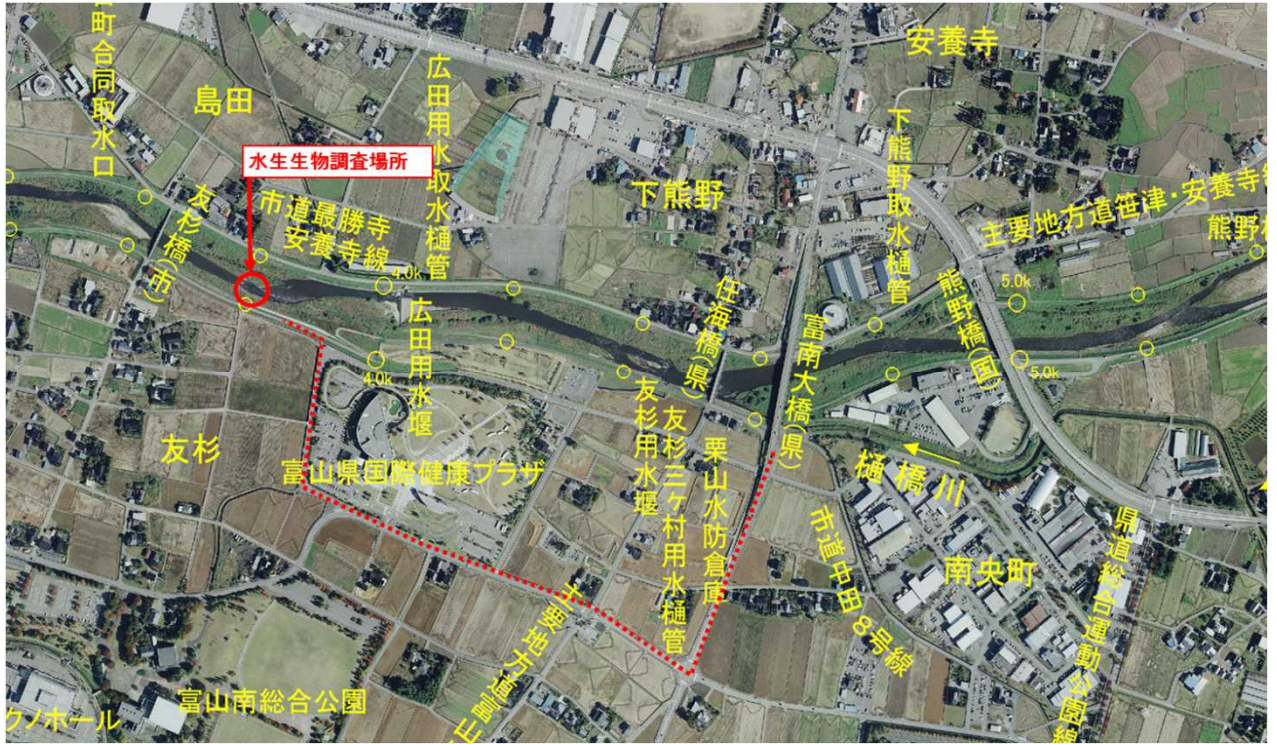 町合同取水口
島田
広田用水取水樋管
安養寺
水生生物調査場所
友杉橋(市)
市道最勝寺
安養寺線
下熊野
下熊野取水樋管
主要地方道笹津・安養寺
熊野
4.0k
5.0k
広田用水堰
任海橋(県)
富南大橋(県)
熊野橋(国)
4.0k
5.0k
友杉
富山県国際健康プラザ
友杉用水堰
友杉三ヶ村用水樋管
栗山水防倉庫
樋橋川
市道中田8号線
南央町
県道総合運動公園線
主要地方道富山
富山南総合公園
クノホール